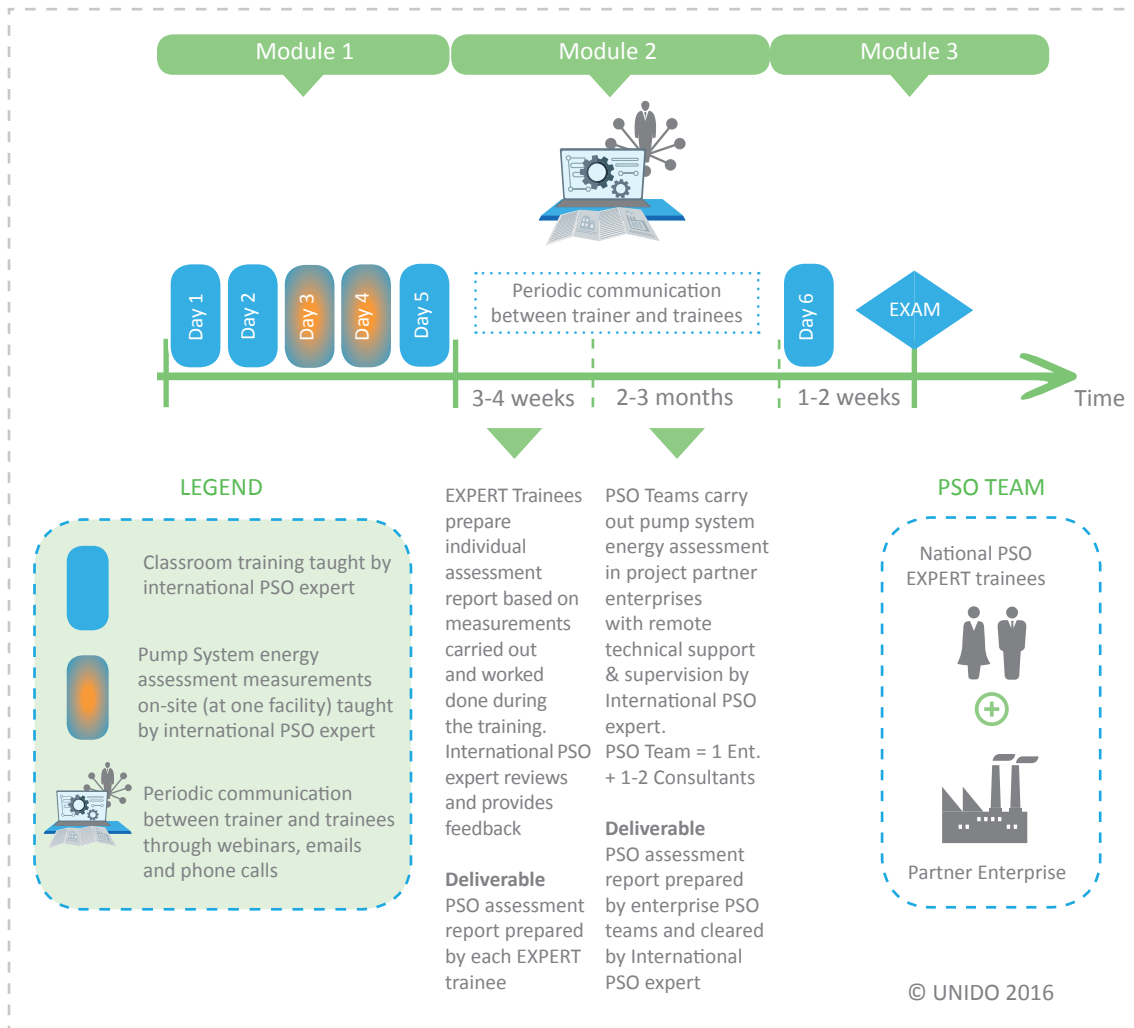 Module 1
Module 2
Module 3
Day 1
Day 2
Day 3
Day 4
Day 5
Periodic communication
between trainer and trainees
Day 6
EXAM
3-4 weeks
2-3 months
1-2 weeks
Time
LEGEND
Classroom training taught by
international PSO expert
Pump System energy
assessment measurements
on-site (at one facility) taught
by international PSO expert
Periodic communication
between trainer and trainees
through webinars, emails
and phone calls
EXPERT Trainees
prepare
individual
assessment
report based on
measurements
carried out
and worked
done during
the training.
International PSO
expert reviews
and provides
feedback
Deliverable
PSO assessment
report prepared
by each EXPERT
trainee
PSO Teams carry
out pump system
energy assessment
in project partner
enterprises
with remote
technical support
& supervision by
International PSO
expert.
PSO Team = 1 Ent.
+ 1-2 Consultants
Deliverable
PSO assessment
report prepared
by enterprise PSO
teams and cleared
by International
PSO expert
PSO TEAM
National PSO
EXPERT trainees
Partner Enterprise
© UNIDO 2016